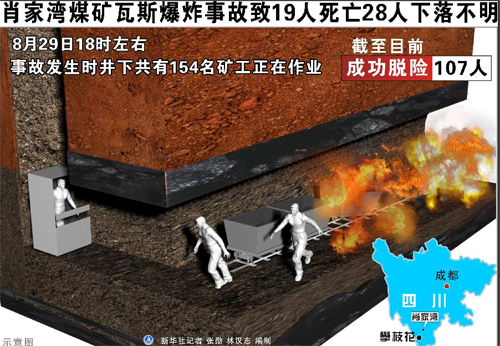 肖家湾煤矿瓦斯爆炸事故致19人死亡28人下落不明
8月29日18时左右
事故发生时井下共有154名矿工正在作业
截至目前
成功脱险 107人
成都
四川
肖家湾
攀枝花
示意图
新华社记者 张勋 林汉志 编制